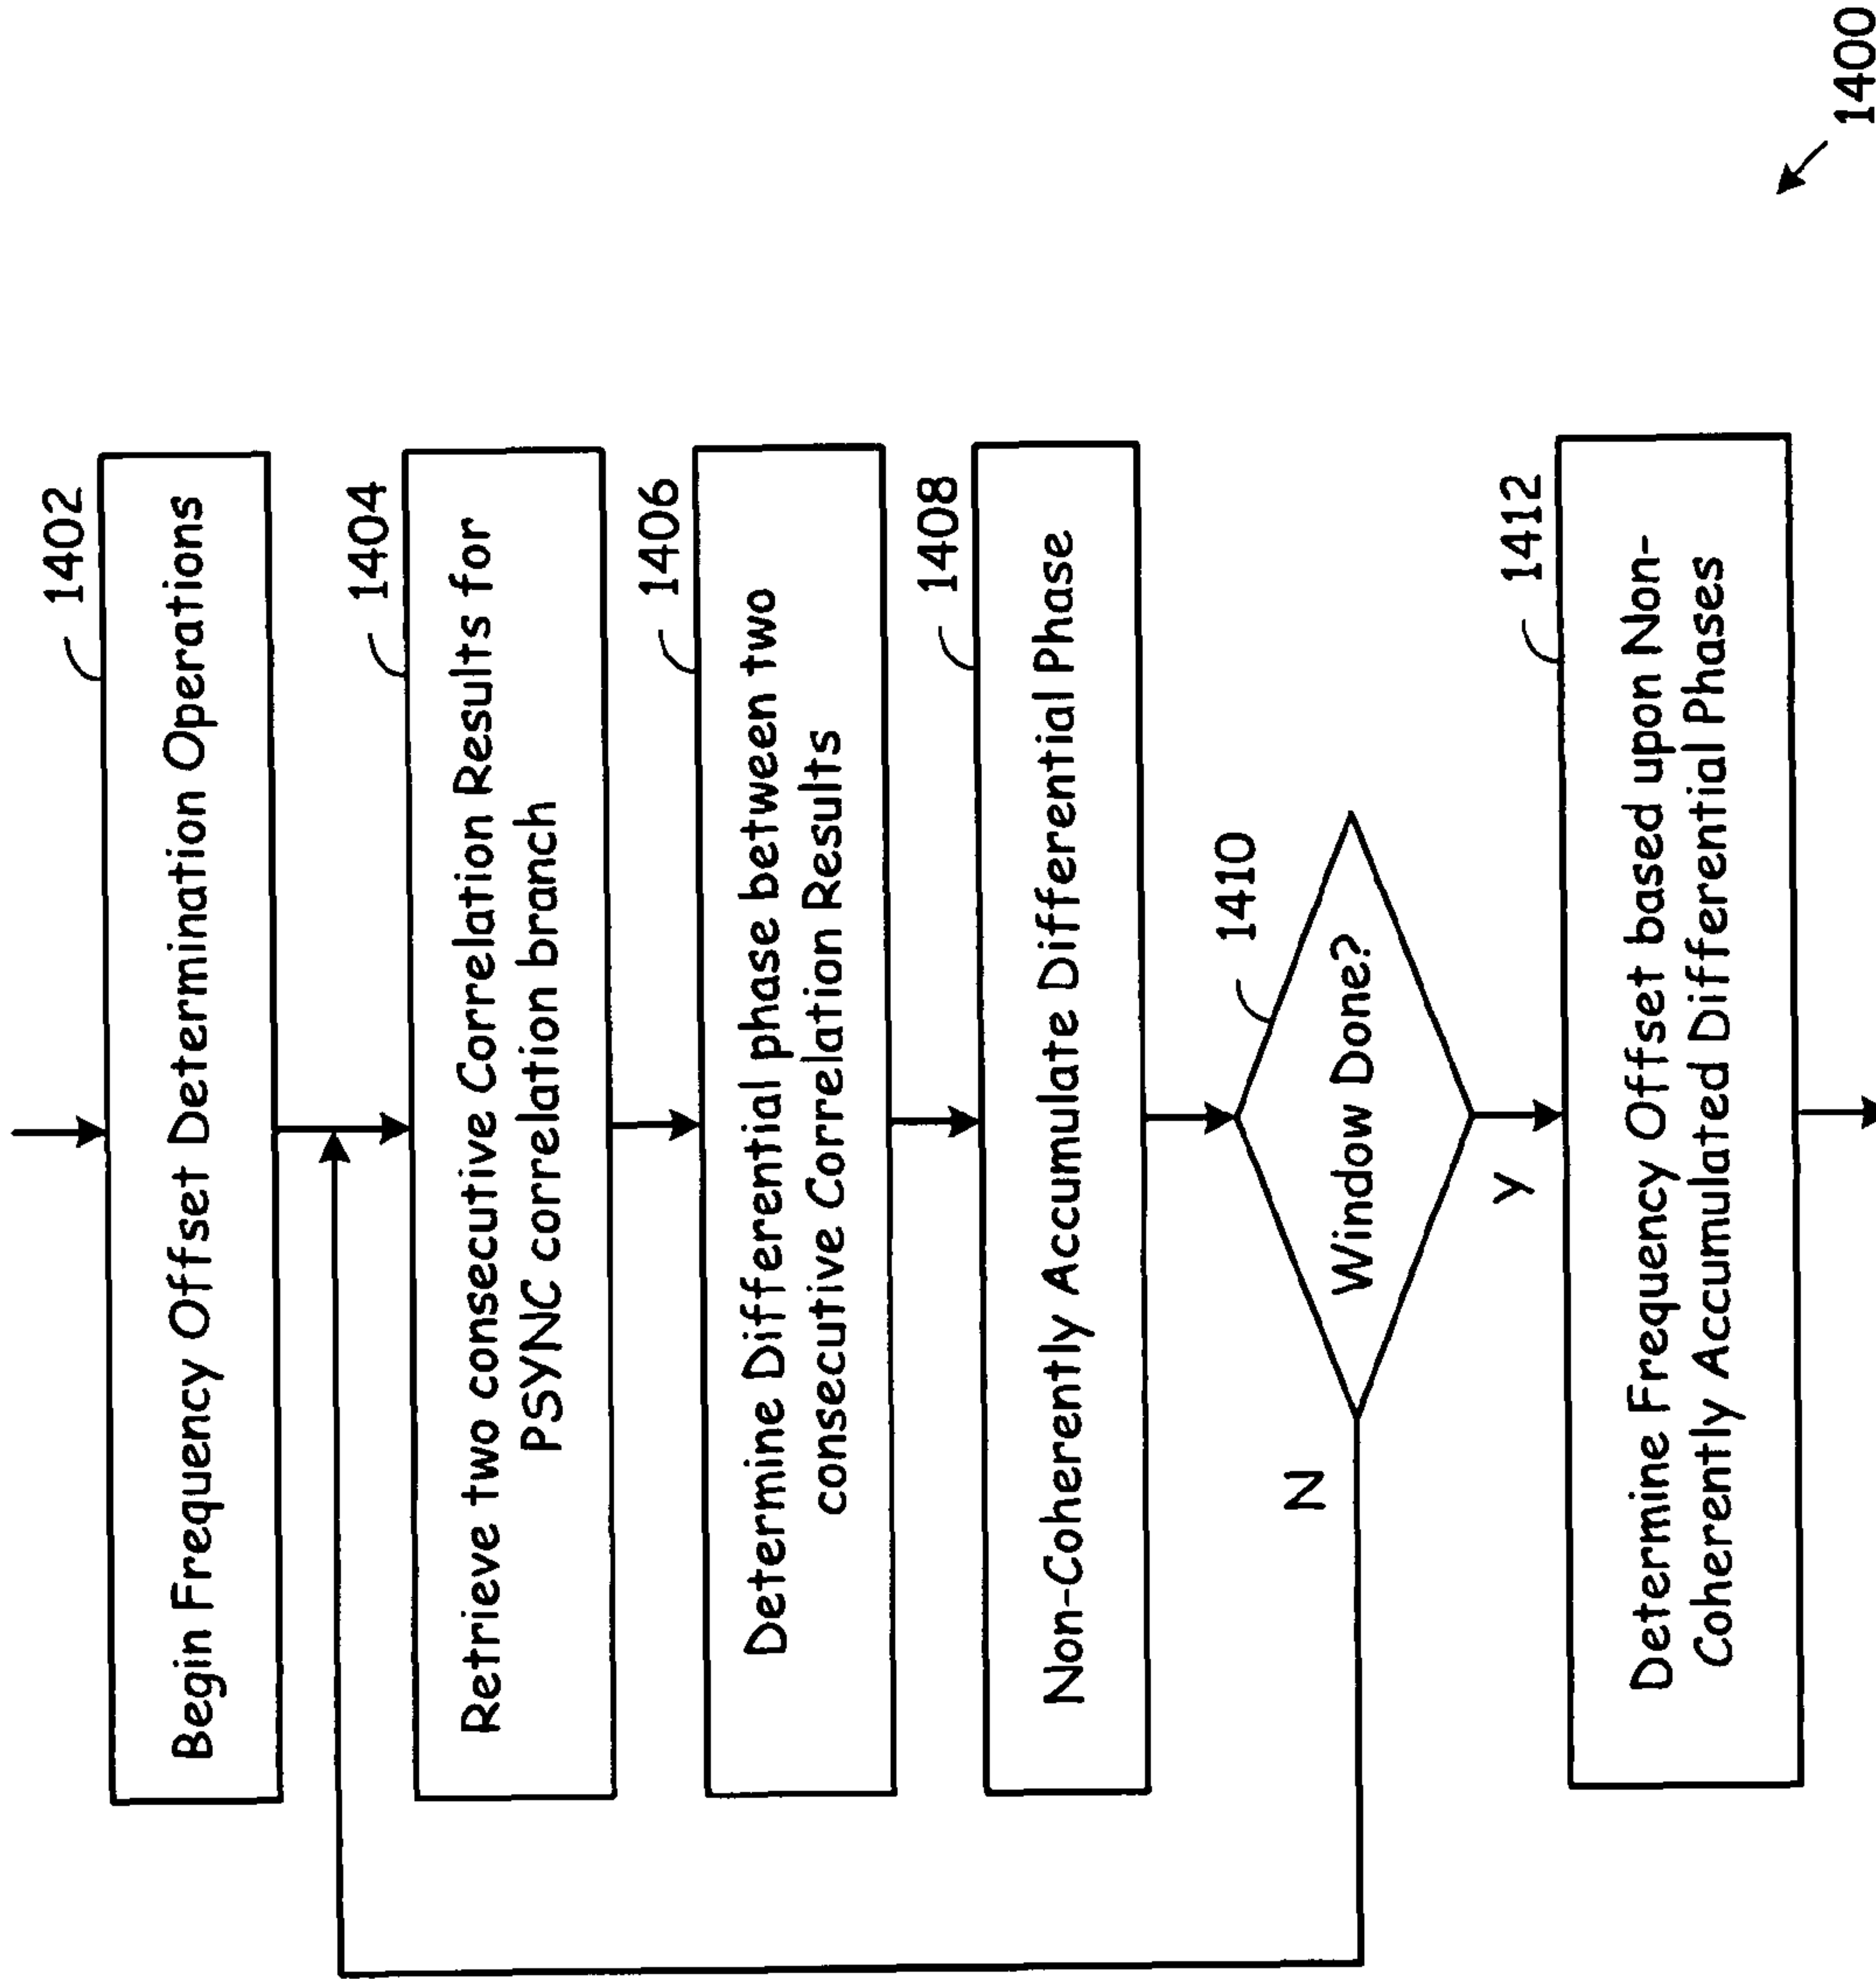 1402
Begin Frequency Offset Determination Operations
1404
Retrieve two consecutive Correlation Results for
PSYNC correlation branch
1406
Determine Differential phase between two
consecutive Correlation Results
1408
Non-Coherently Accumulate Differential Phase
1410
Window Done?
N
Y
1412
Determine Frequency Offset based upon Non-
Coherently Accumulated Differential Phases
1400